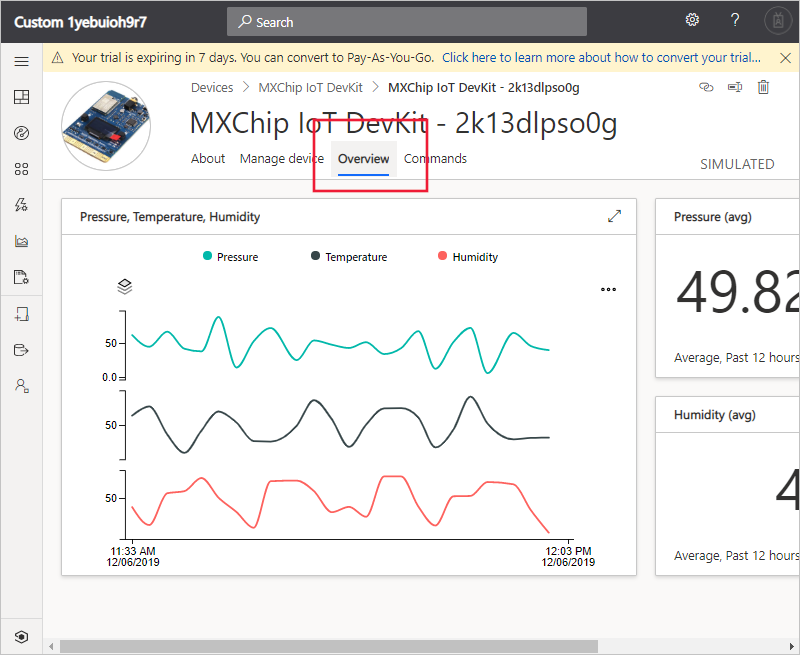 Custom 1yebuioh9r7
Search
?
Your trial is expiring in 7 days. You can convert to Pay-As-You-Go. Click here to learn more about how to convert your trial...
Devices > MXChip IoT DevKit > MXChip IoT DevKit - 2k13dlpso0g
MXChip IoT DevKit - 2k13dlpso0g
About Manage device Overview Commands
SIMULATED
Pressure, Temperature, Humidity
Pressure Temperature Humidity
50
0.0
50
50
11:33 AM
12/06/2019
12:03 PM
12/06/2019
Pressure (avg)
49.82
Average, Past 12 hours
Humidity (avg)
4
Average, Past 12 hours